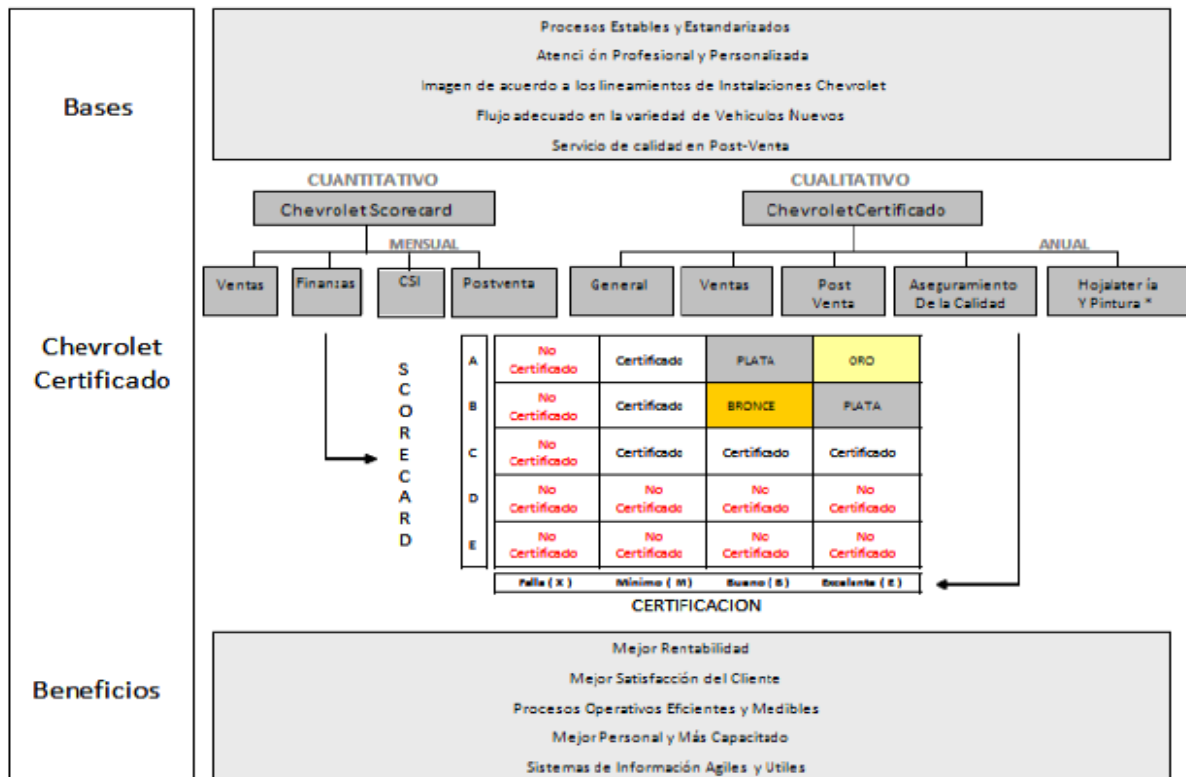 Procesos Estables y Estandarizados
Atención Profesional y Personalizada
Imagen de acuerdo a los lineamientos de Instalaciones Chevrolet
Flujo adecuado en la variedad de Vehiculos Nuevos
Servicio de calidad en Post-Venta
Bases
CUANTITATIVO
CUALITATIVO
Chevrolet Scorecard
Chevrolet Certificado
MENSUAL
ANUAL
Ventas
Finanzas
CSI
Postventa
General
Ventas
Post
Venta
Aseguramiento
De la Calidad
Hojalatería
Y Pintura *
Chevrolet
Certificado
SCORECARD
A
No
Certificado
Certificado
PLATA
ORO
B
No
Certificado
Certificado
BRONCE
PLATA
C
No
Certificado
Certificado
Certificado
Certificado
D
No
Certificado
No
Certificado
No
Certificado
No
Certificado
E
No
Certificado
No
Certificado
No
Certificado
No
Certificado
Falla ( X )
Mínimo ( M )
Bueno ( B )
Excelente ( E )
CERTIFICACION
Beneficios
Mejor Rentabilidad
Mejor Satisfacción del Cliente
Procesos Operativos Eficientes y Medibles
Mejor Personal y Más Capacitado
Sistemas de Información Agiles y Utiles